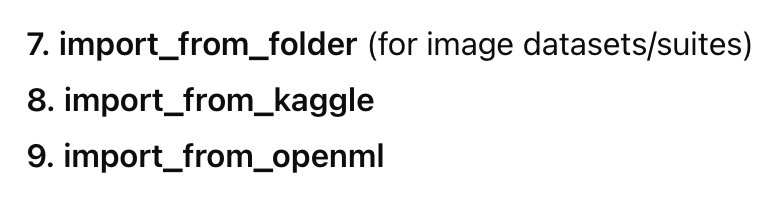 7. import_from_folder (for image datasets/suites)
8. import_from_kaggle
9. import_from_openml